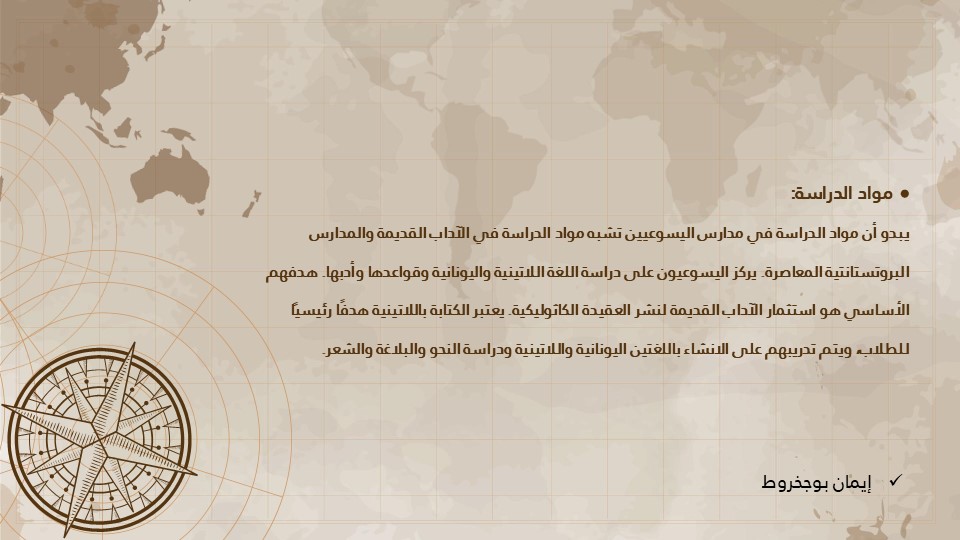 ● مواد الدراسة:
يبدو أن مواد الدراسة في مدارس اليسوعيين تشبه مواد الدراسة في الآداب القديمة والمدارس
البروتستانتية المعاصرة. يركز اليسوعيون على دراسة اللغة اللاتينية واليونانية وقواعدها وأدبها. هدفهم
الأساسي هو استثمار الآداب القديمة لنشر العقيدة الكاثوليكية. يعتبر الكتابة باللاتينية هدفًا رئيسيًا
للطلاب، ويتم تدريبهم على الانشاء باللغتين اليونانية واللاتينية ودراسة النحو والبلاغة والشعر.
✓ إيمان بوجخروط